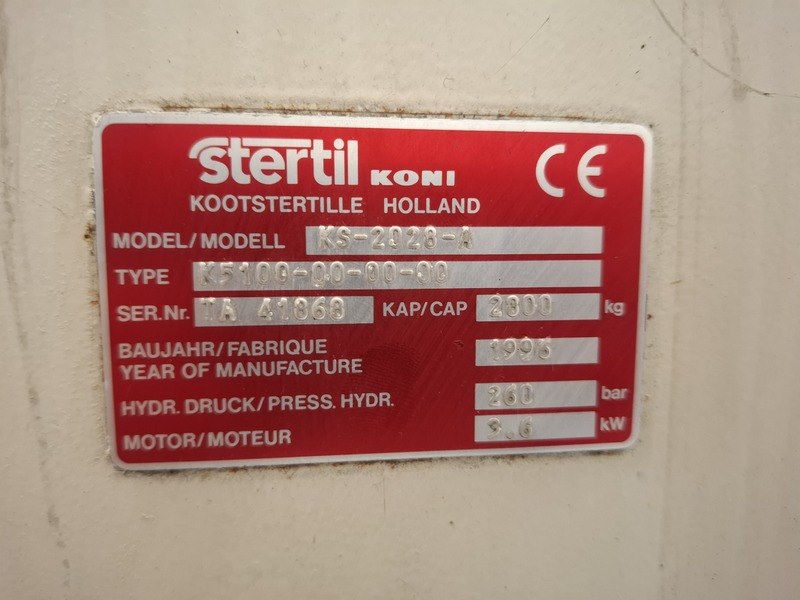 stertil KONI CE
KOOTSTERTILLE HOLLAND
MODEL/MODELL KS-2028-A
TYPE K5100-00-00-00
SER.Nr. TA 41868 KAP/CAP 2800 kg
BAUJAHR/FABRIQUE
YEAR OF MANUFACTURE 1995
HYDR. DRUCK/PRESS. HYDR. 260 bar
MOTOR/MOTEUR kW